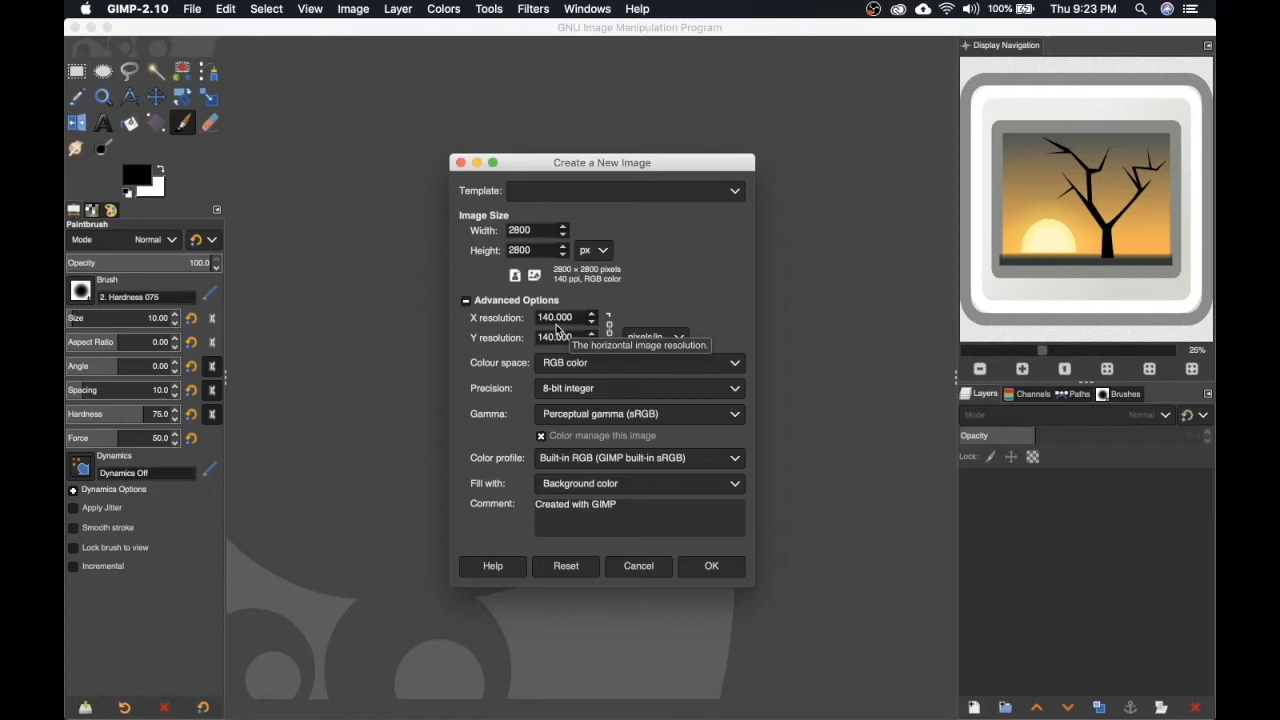 GIMP-2.10 File Edit Select View Image Layer Colors Tools Filters Windows Help 100% Thu 9:23 PM
GNU Image Manipulation Program
Display Navigation
Create a New Image
Template:
Image Size
Width: 2800
Height: 2800 px
2800 × 2800 pixels
140 ppi, RGB color
Advanced Options
X resolution: 140.000
Y resolution: 140.000 pixels/in
The horizontal image resolution.
Colour space: RGB color
Precision: 8-bit integer
Gamma: Perceptual gamma (sRGB)
Color manage this image
Color profile: Built-in RGB (GIMP built-in sRGB)
Fill with: Background color
Comment: Created with GIMP
Help Reset Cancel OK
Paintbrush
Mode Normal
Opacity 100.0
Brush
2. Hardness 075
Size 10.00
Aspect Ratio 0.00
Angle 0.00
Spacing 10.0
Hardness 75.0
Force 50.0
Dynamics
Dynamics Off
Dynamics Options
Apply Jitter
Smooth stroke
Lock brush to view
Incremental
25%
Layers Channels Paths Brushes
Mode Normal
Opacity
Lock: